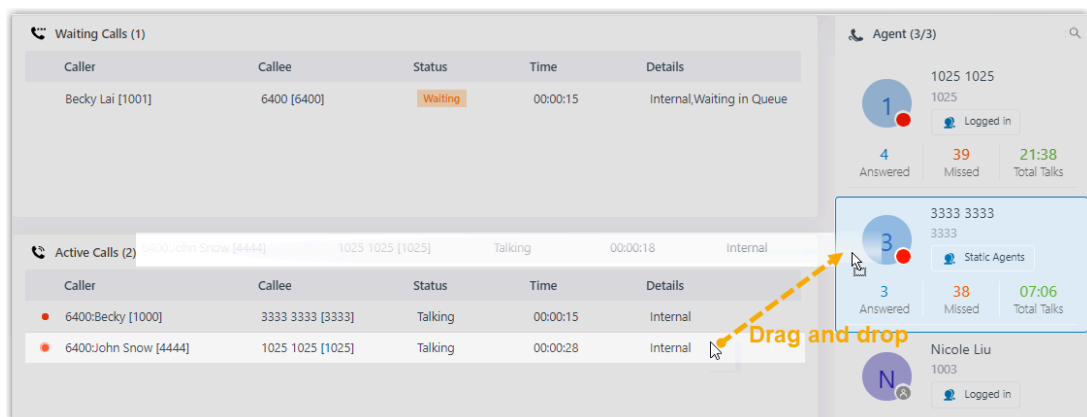 Waiting Calls (1)
Caller Callee Status Time Details
Becky Lai [1001] 6400 [6400] Waiting 00:00:15 Internal,Waiting in Queue
Active Calls (2)
6400:John Snow [4444] 1025 1025 [1025] Talking 00:00:18 Internal
Caller Callee Status Time Details
6400:Becky [1000] 3333 3333 [3333] Talking 00:00:15 Internal
6400:John Snow [4444] 1025 1025 [1025] Talking 00:00:28 Internal
Drag and drop
Agent (3/3)
1
1025 1025
1025
Logged in
4 39 21:38
Answered Missed Total Talks
3
3333 3333
3333
Static Agents
3 38 07:06
Answered Missed Total Talks
N
Nicole Liu
1003
Logged in